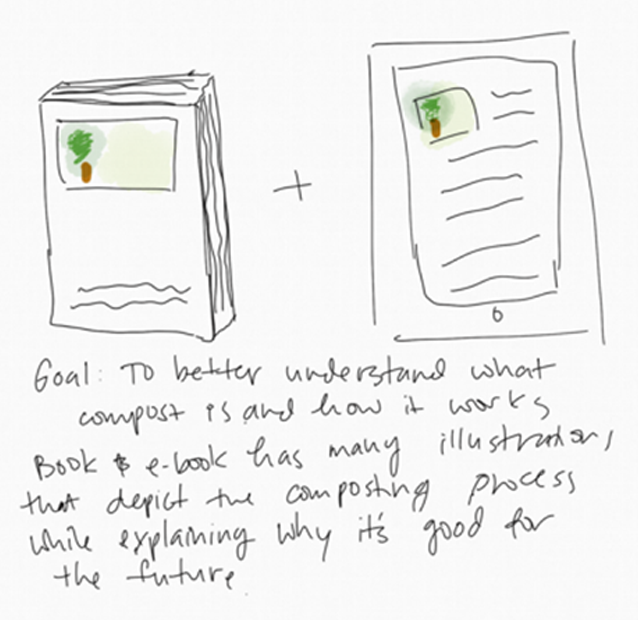 +
Goal: To better understand what
compost is and how it works
Book & e-book has many illustrations
that depict the composting process
while explaining why it's good for
the future.